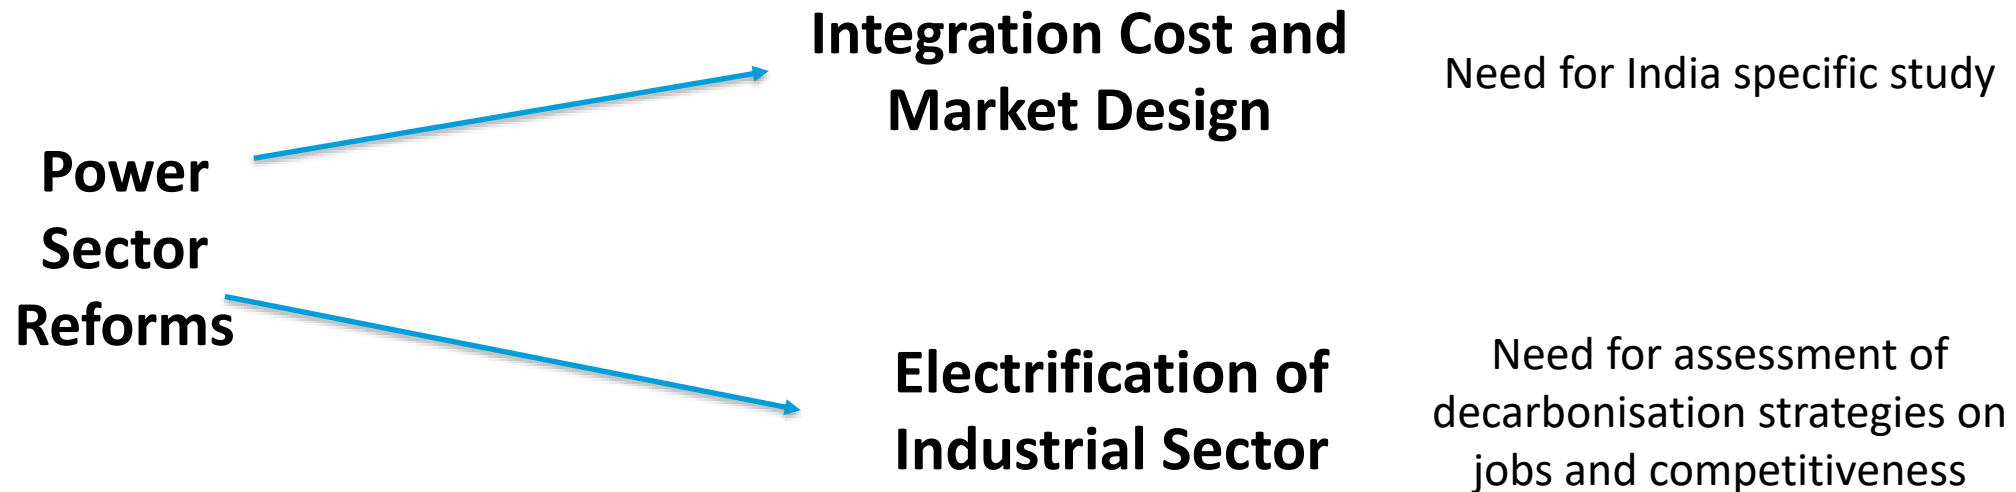 Power
Sector
Reforms
Integration Cost and
Market Design
Need for India specific study
Electrification of
Industrial Sector
Need for assessment of
decarbonisation strategies on
jobs and competitiveness